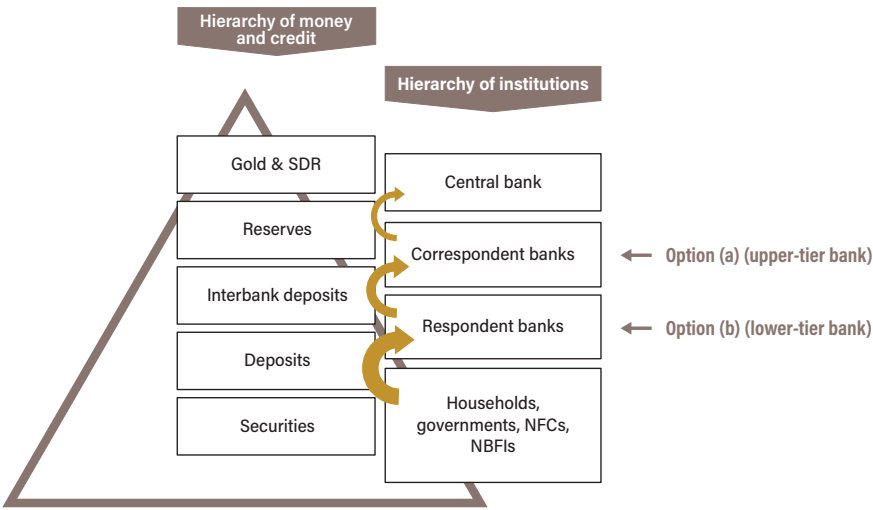 Hierarchy of money
and credit
Hierarchy of institutions
Gold & SDR
Reserves
Interbank deposits
Deposits
Securities
Central bank
Correspondent banks
Respondent banks
Households,
governments, NFCs,
NBFIs
Option (a) (upper-tier bank)
Option (b) (lower-tier bank)